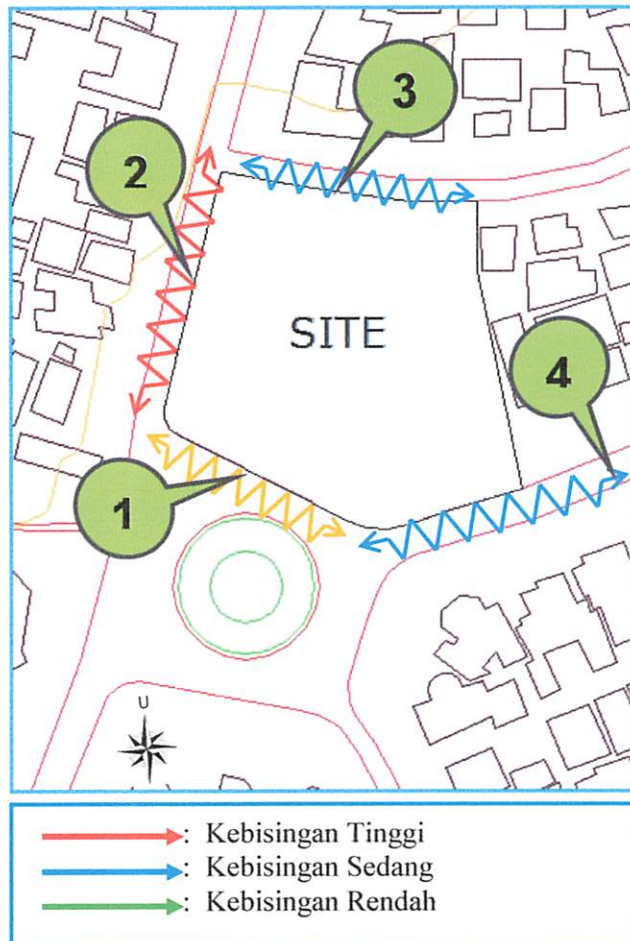 3
2
SITE
4
1
U
: Kebisingan Tinggi
: Kebisingan Sedang
: Kebisingan Rendah